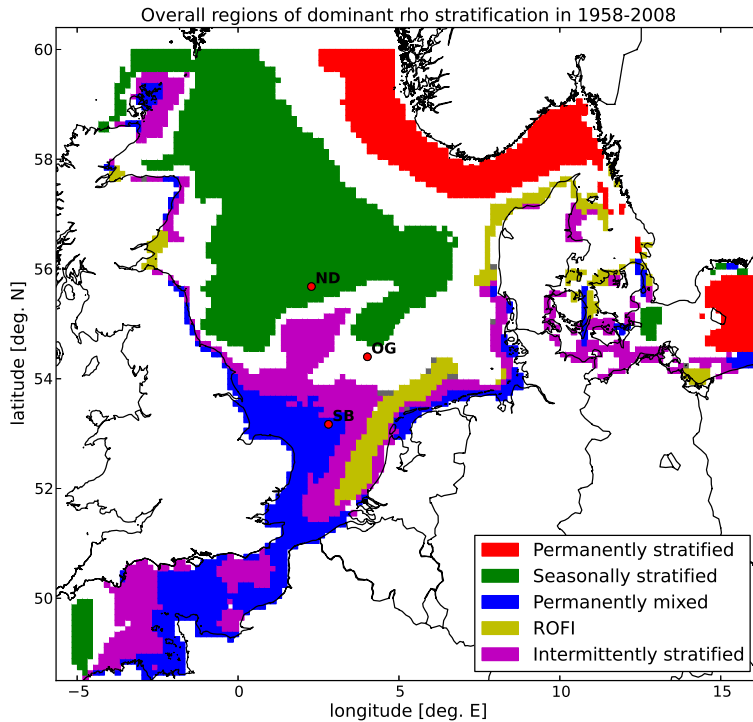 Overall regions of dominant rho stratification in 1958-2008
60
58
56
54
52
50
latitude [deg. N]
ND
OG
SB
Permanently stratified
Seasonally stratified
Permanently mixed
ROFI
Intermittently stratified
−5
0
5
10
15
longitude [deg. E]